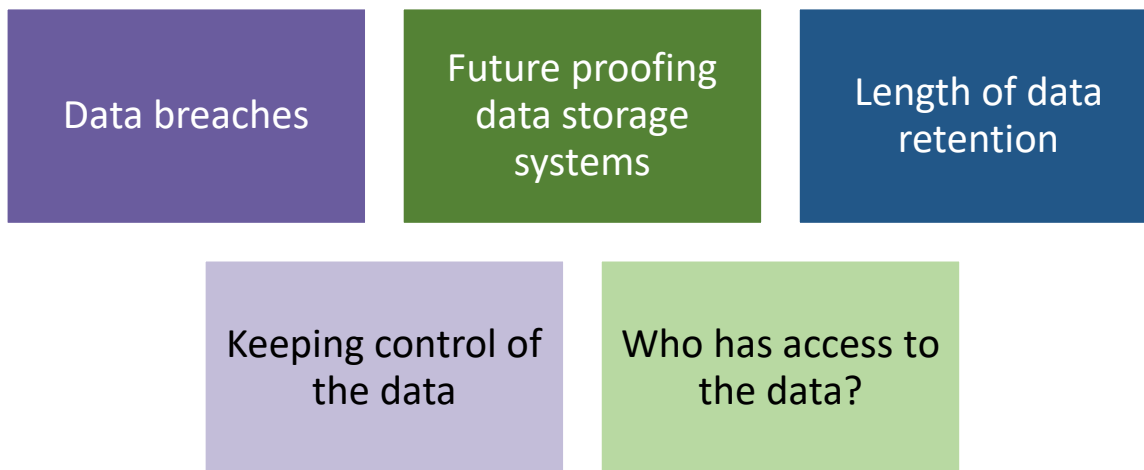 Data breaches
Future proofing
data storage
systems
Length of data
retention
Keeping control of
the data
Who has access to
the data?